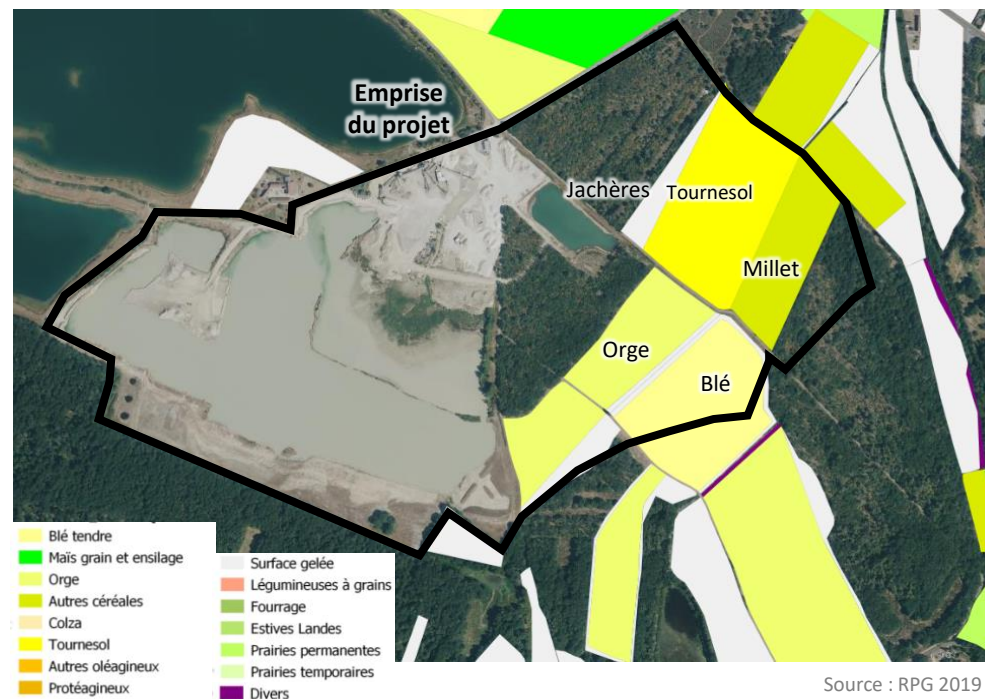 Emprise
du projet
Jachères
Tournesol
Millet
Orge
Blé
Blé tendre
Maïs grain et ensilage
Orge
Autres céréales
Colza
Tournesol
Autres oléagineux
Protéagineux
Surface gelée
Légumineuses à grains
Fourrage
Estives Landes
Prairies permanentes
Prairies temporaires
Divers
Source : RPG 2019